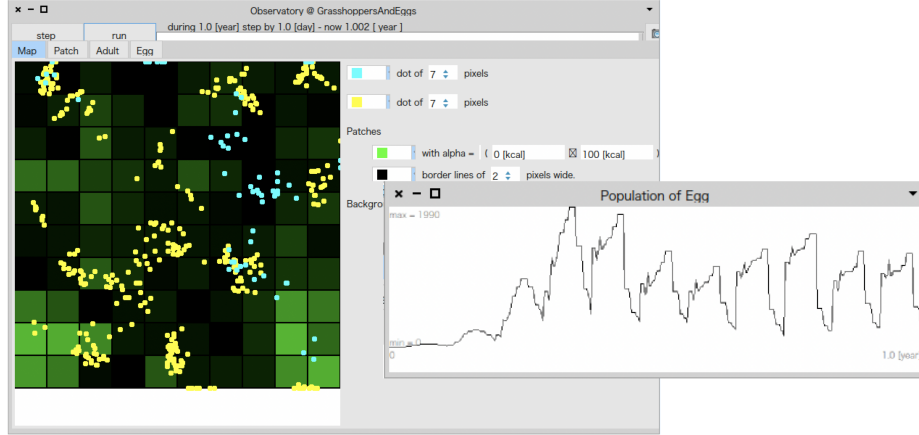 Observatory @ GrasshoppersAndEggs
step run during 1.0 [year] step by 1.0 [day] - now 1.002 [ year ]
Map Patch Adult Egg
dot of 7 pixels
dot of 7 pixels
Patches
with alpha = ( 0 [kcal] 100 [kcal] )
border lines of 2 pixels wide.
Population of Egg
max = 1990
min = 0
0 1.0 [year